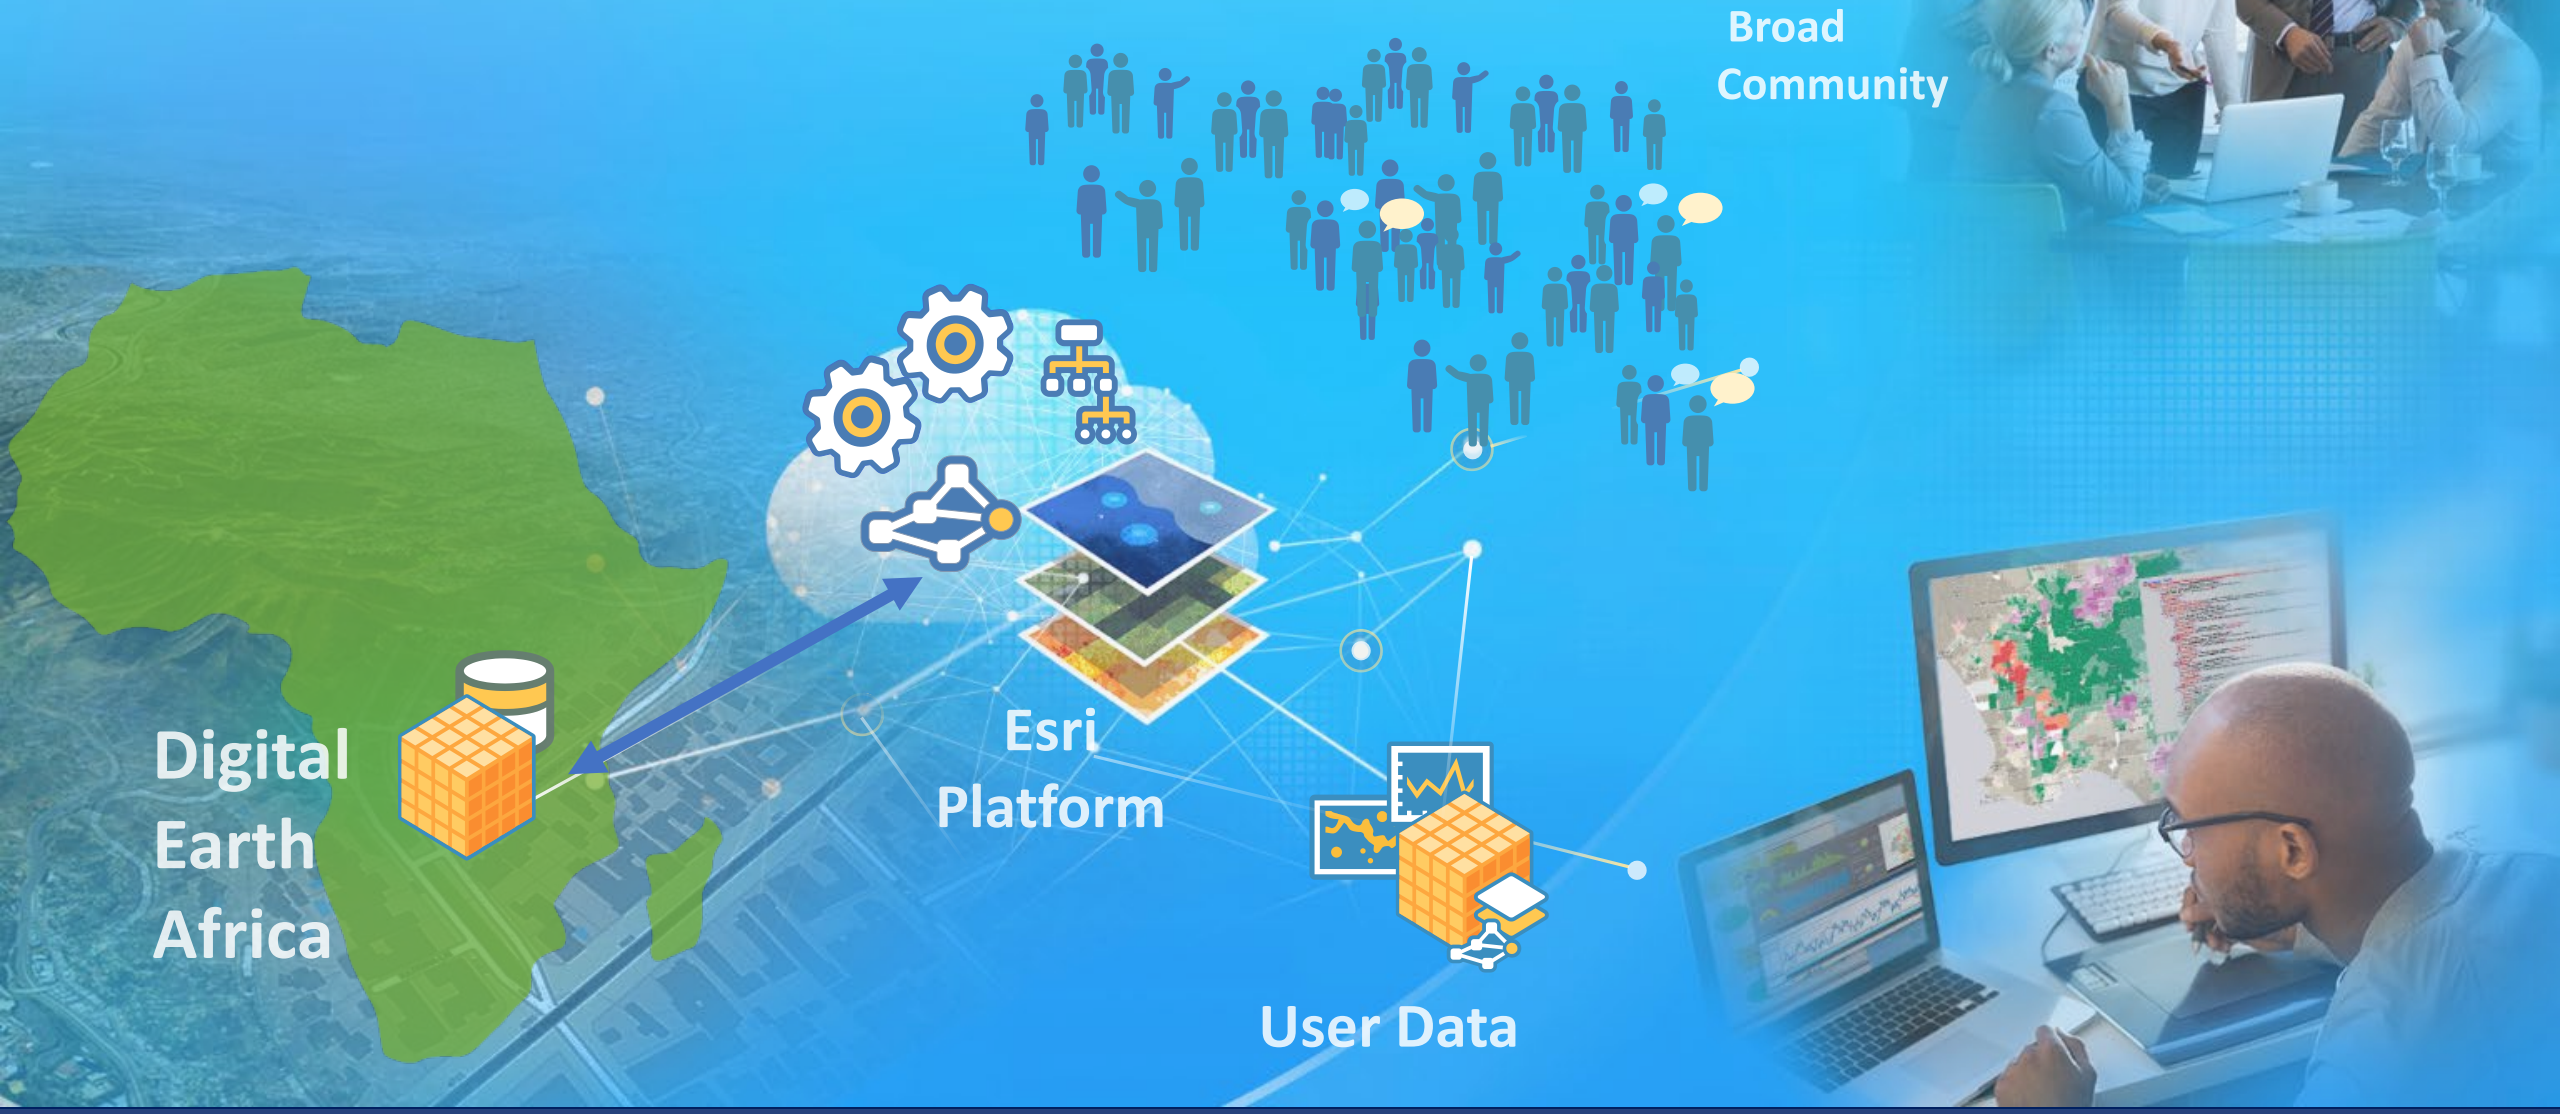 Broad
Community
Digital
Earth
Africa
Esri
Platform
User Data